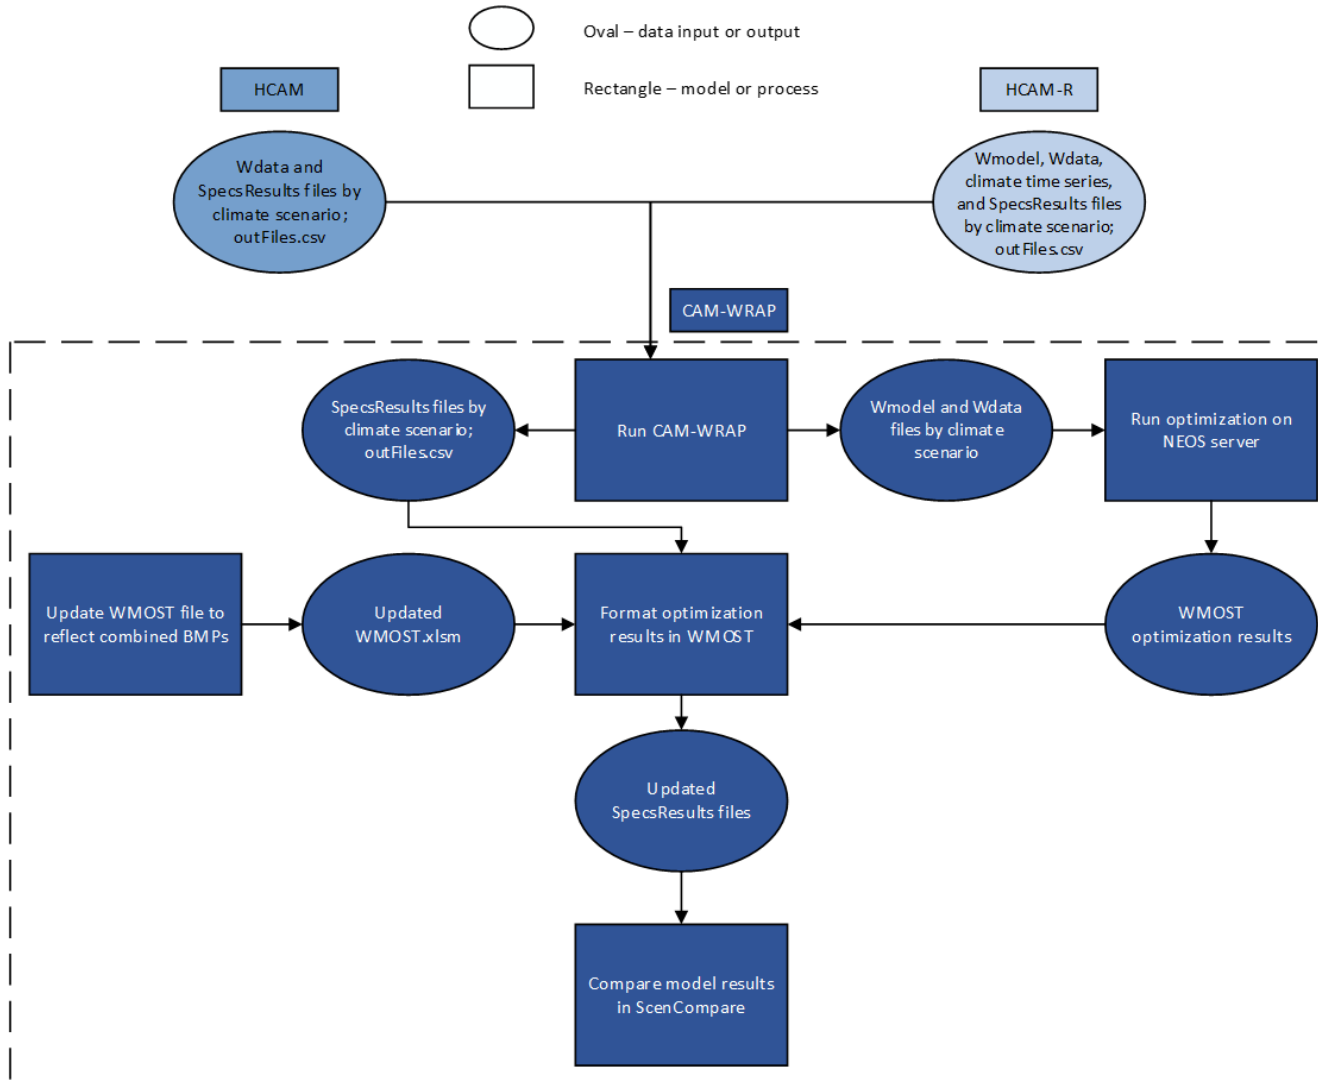 Oval – data input or output
Rectangle – model or process
HCAM
HCAM-R
Wdata and
SpecsResults files by
climate scenario;
outFiles.csv
Wmodel, Wdata,
climate time series,
and SpecsResults files
by climate scenario;
outFiles.csv
CAM-WRAP
SpecsResults files by
climate scenario;
outFiles.csv
Run CAM-WRAP
Wmodel and Wdata
files by climate
scenario
Run optimization on
NEOS server
Update WMOST file to
reflect combined BMPs
Updated
WMOST.xlsm
Format optimization
results in WMOST
WMOST
optimization results
Updated
SpecsResults files
Compare model results
in ScenCompare